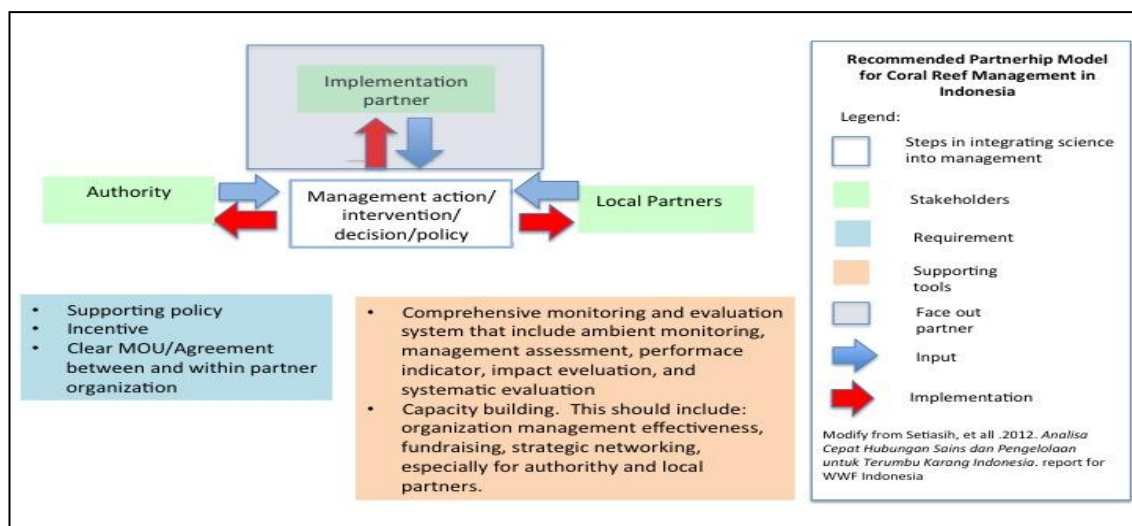 Implementation
partner
Authority
Management action/
intervention/
decision/policy
Local Partners
• Supporting policy
• Incentive
• Clear MOU/Agreement
between and within partner
organization
• Comprehensive monitoring and evaluation
system that include ambient monitoring,
management assessment, performace
indicator, impact eveluation, and
systematic evaluation
• Capacity building. This should include:
organization management effectiveness,
fundraising, strategic networking,
especially for authorithy and local
partners.
Recommended Partnerhip Model
for Coral Reef Management in
Indonesia
Legend:
Steps in integrating science
into management
Stakeholders
Requirement
Supporting
tools
Face out
partner
Input
Implementation
Modify from Setiasih, et all .2012. Analisa
Cepat Hubungan Sains dan Pengelolaan
untuk Terumbu Karang Indonesia. report for
WWF Indonesia